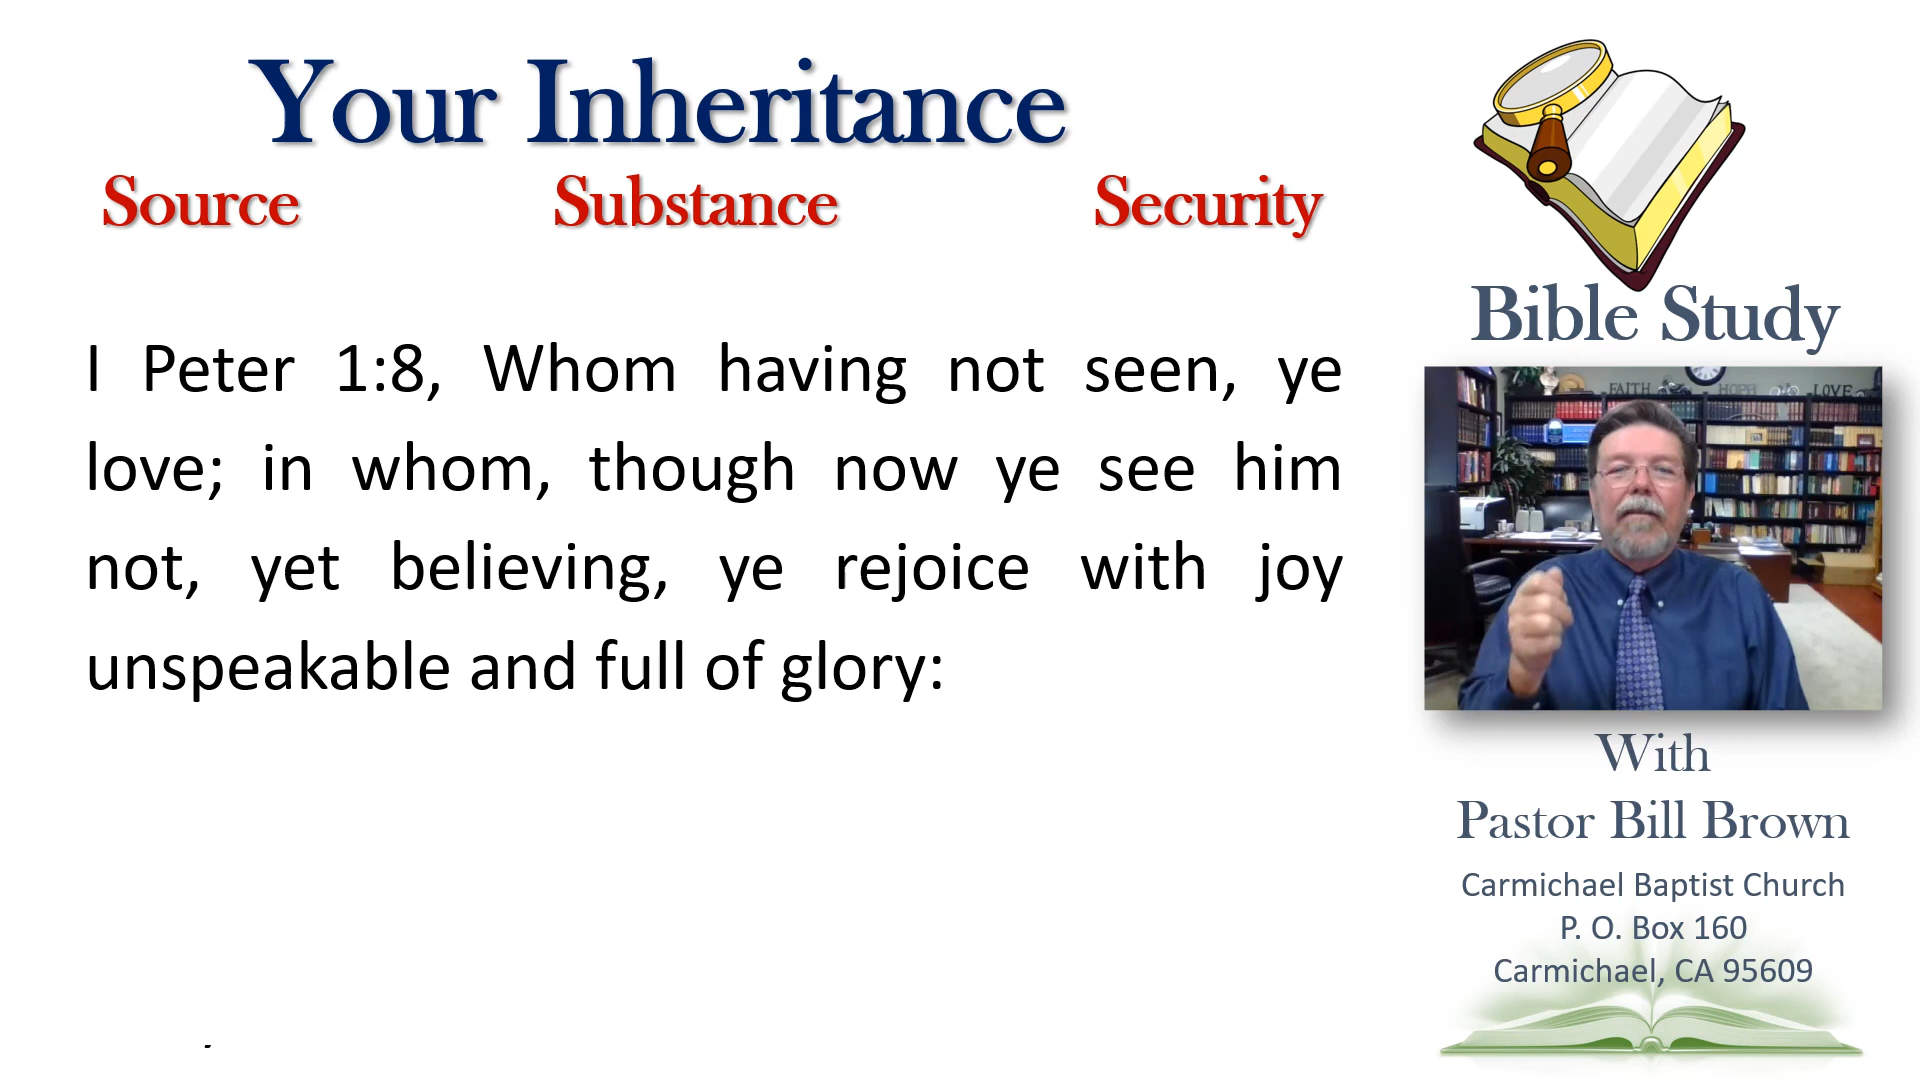 Your Inheritance
Source Substance Security
I Peter 1:8, Whom having not seen, ye
love; in whom, though now ye see him
not, yet believing, ye rejoice with joy
unspeakable and full of glory:
Bible Study
FAITH HOPE LOVE
With
Pastor Bill Brown
Carmichael Baptist Church
P. O. Box 160
Carmichael, CA 95609